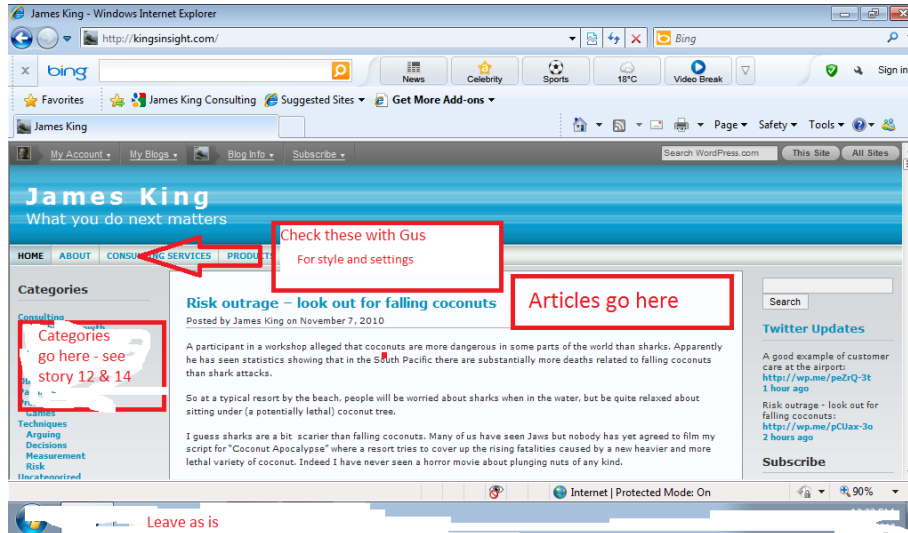 James King - Windows Internet Explorer
http://kingsinsight.com/
Bing
x bing News Celebrity Sports 18°C Video Break Sign in
Favorites James King Consulting Suggested Sites Get More Add-ons
James King Page Safety Tools
My Account My Blogs Blog Info Subscribe Search WordPress.com This Site All Sites
James King
What you do next matters
Check these with Gus
For style and settings
HOME ABOUT SERVICES
Categories
Consulting
Categories
go here - see
story 12 & 14
Games
Techniques
Arguing
Decisions
Measurement
Risk
Uncategorized
Articles go here
Risk outrage – look out for falling coconuts
Posted by James King on November 7, 2010
A participant in a workshop alleged that coconuts are more dangerous in some parts of the world than sharks. Apparently
he has seen statistics showing that in the South Pacific there are substantially more deaths related to falling coconuts
than shark attacks.
So at a typical resort by the beach, people will be worried about sharks when in the water, but be quite relaxed about
sitting under (a potentially lethal) coconut tree.
I guess sharks are a bit scarier than falling coconuts. Many of us have seen Jaws but nobody has yet agreed to film my
script for “Coconut Apocalypse” where a resort tries to cover up the rising fatalities caused by a new heavier and more
lethal variety of coconut. Indeed I have never seen a horror movie about plunging nuts of any kind.
Search
Twitter Updates
A good example of customer
care at the airport:
http://wp.me/peZrQ-3t
1 hour ago
Risk outrage - look out for
falling coconuts:
http://wp.me/pCUax-3o
2 hours ago
Subscribe
Internet | Protected Mode: On 90%
Leave as is